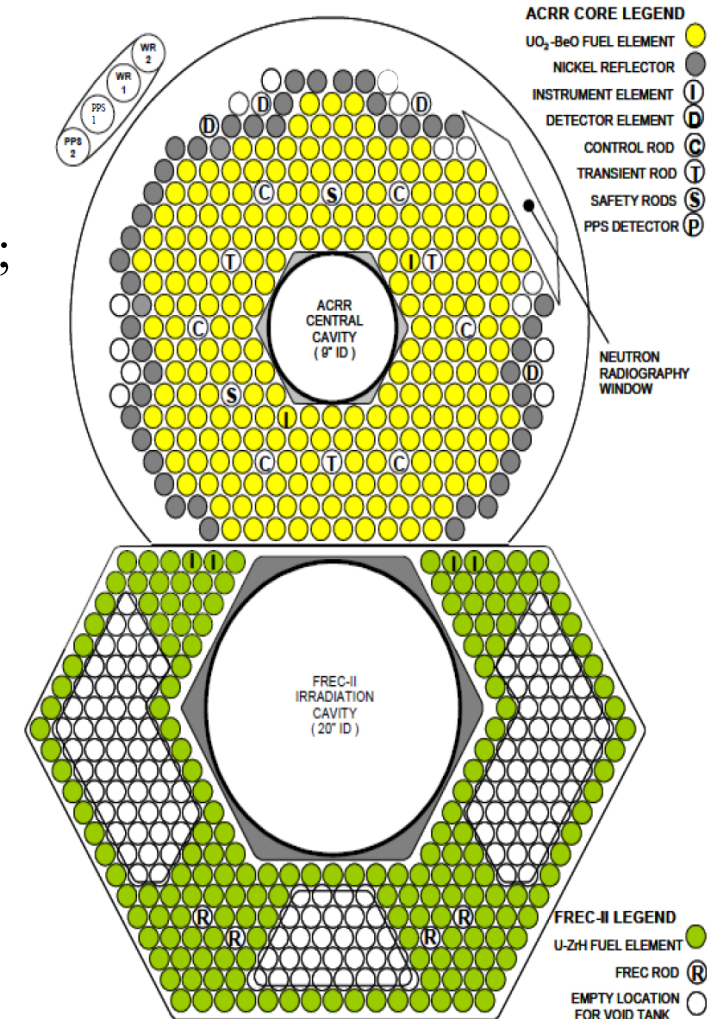 ACRR CORE LEGEND
UO₂-BeO FUEL ELEMENT
NICKEL REFLECTOR
INSTRUMENT ELEMENT I
DETECTOR ELEMENT D
CONTROL ROD C
TRANSIENT ROD T
SAFETY RODS S
PPS DETECTOR P
WR
2
WR
1
PPS
1
PPS
2
D D
D
C S C
;
T I T
ACRR
CENTRAL
CAVITY
( 9" ID )
C C
NEUTRON
RADIOGRAPHY
WINDOW
D
S
I
C T C
I I I I
FREC-II
IRRADIATION
CAVITY
( 20" ID )
R R
R R
FREC-II LEGEND
U-ZrH FUEL ELEMENT
FREC ROD R
EMPTY LOCATION
FOR VOID TANK